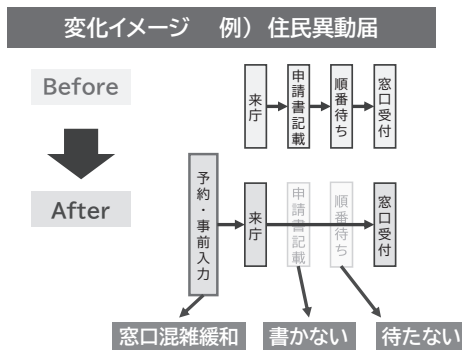 変化イメージ　例）住民異動届
Before
来庁
申請書記載
順番待ち
窓口受付
After
予約・事前入力
来庁
申請書記載
順番待ち
窓口受付
窓口混雑緩和
書かない
待たない